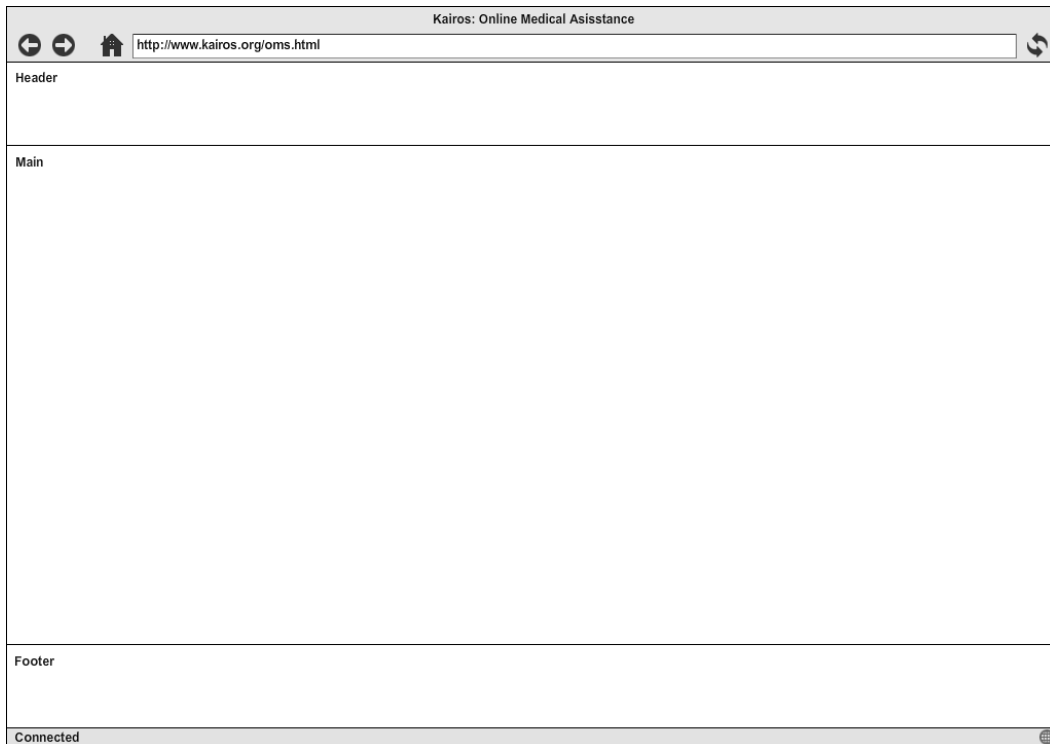 Kairos: Online Medical Asisstance
http://www.kairos.org/oms.html
Header
Main
Footer
Connected